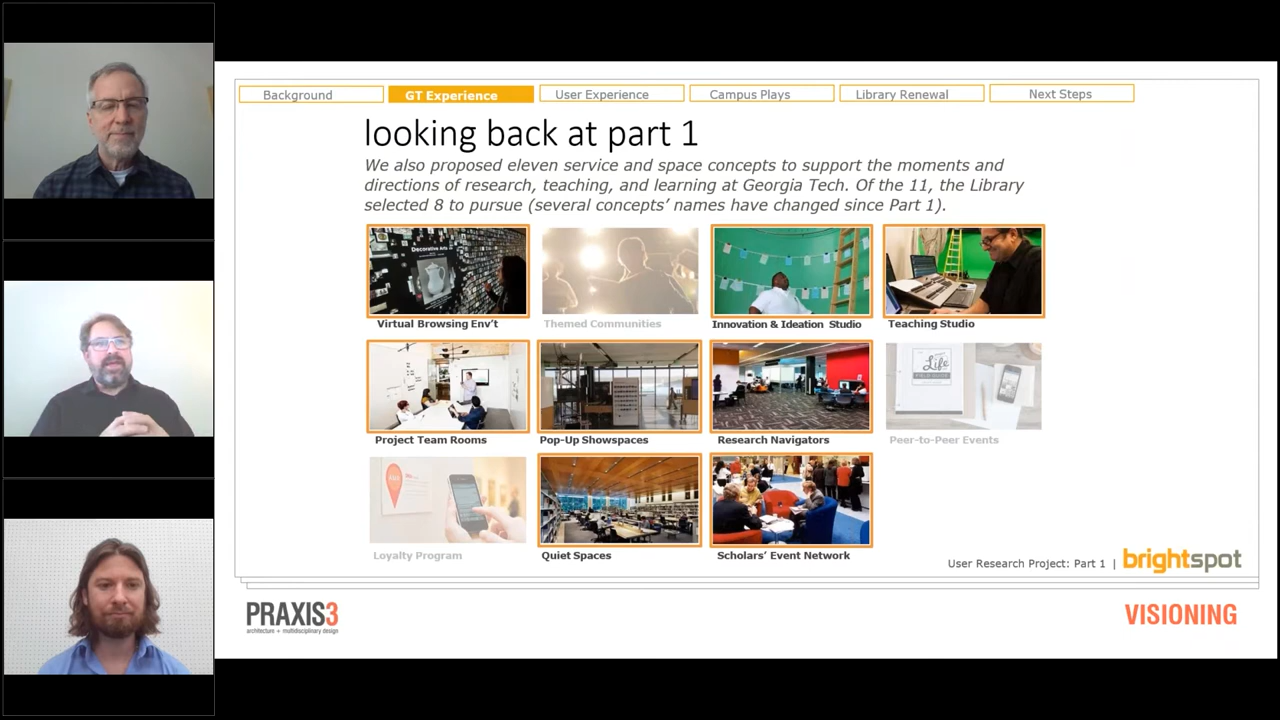 Background
GT Experience
User Experience
Campus Plays
Library Renewal
Next Steps
looking back at part 1
We also proposed eleven service and space concepts to support the moments and
directions of research, teaching, and learning at Georgia Tech. Of the 11, the Library
selected 8 to pursue (several concepts’ names have changed since Part 1).
Decorative Arts
Virtual Browsing Env’t
Themed Communities
Innovation & Ideation Studio
Teaching Studio
Life
Project Team Rooms
Pop-Up Showspaces
Research Navigators
Peer-to-Peer Events
Loyalty Program
Quiet Spaces
Scholars’ Event Network
User Research Project: Part 1 | brightspot
PRAXIS3
architecture + multidisciplinary design
VISIONING